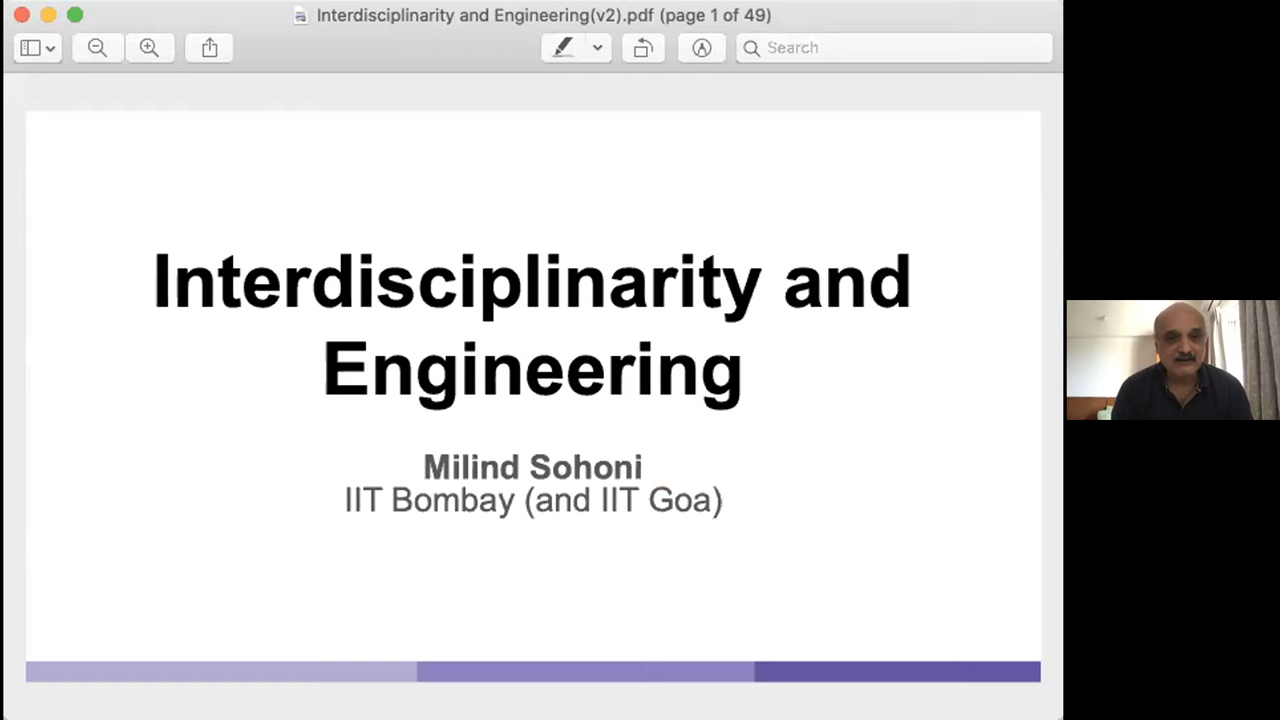 Interdisciplinarity and Engineering(v2).pdf (page 1 of 49)
Search
Interdisciplinarity and
Engineering
Milind Sohoni
IIT Bombay (and IIT Goa)